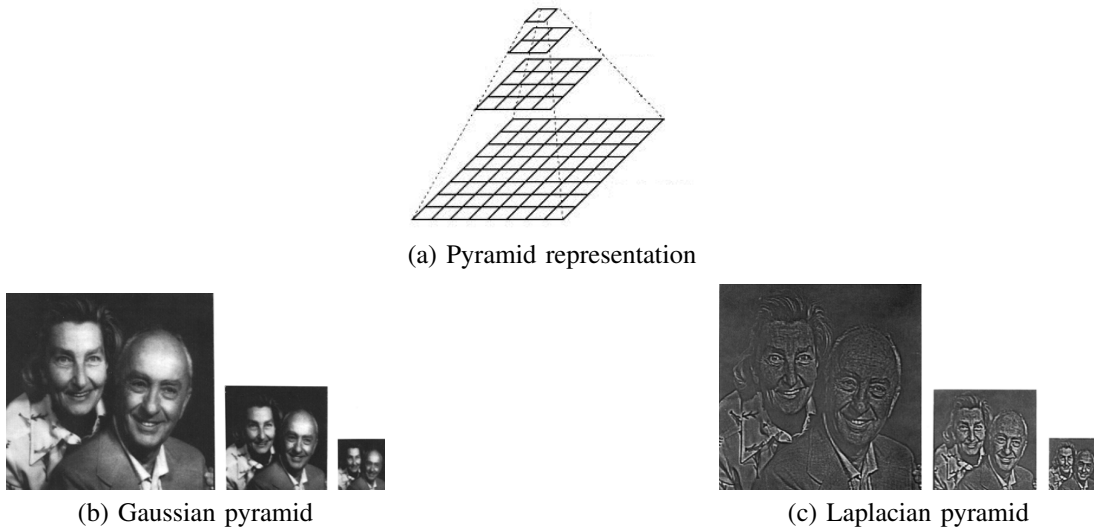 (a) Pyramid representation
(b) Gaussian pyramid
(c) Laplacian pyramid